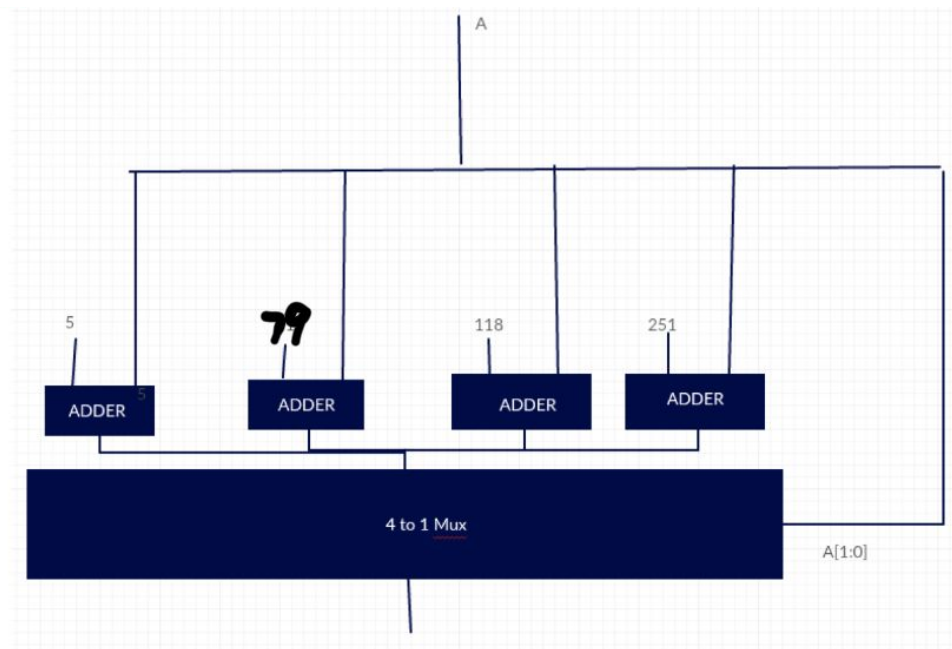 A
5
79
118
251
5
ADDER
ADDER
ADDER
ADDER
4 to 1 Mux
A[1:0]